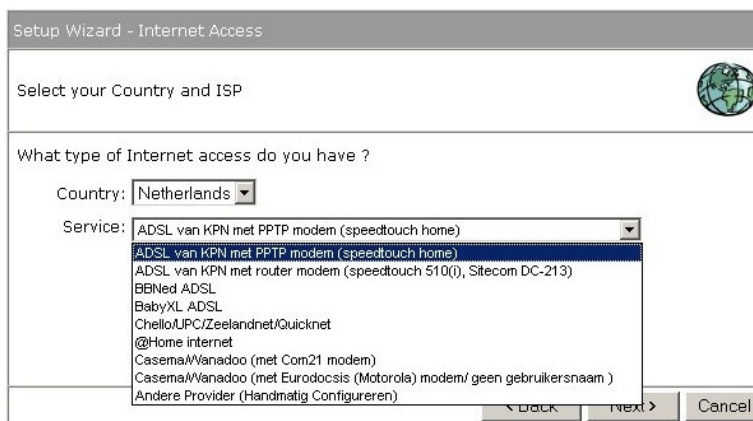 Setup Wizard - Internet Access
Select your Country and ISP
What type of Internet access do you have ?
Country: Netherlands
Service: ADSL van KPN met PPTP modem (speedtouch home)
ADSL van KPN met PPTP modem (speedtouch home)
ADSL van KPN met router modem (speedtouch 510(i), Sitecom DC-213)
BBNed ADSL
BabyXL ADSL
Chello/UPC/Zeelandnet/Quicknet
@Home internet
Casema/Wanadoo (met Com21 modem)
Casema/Wanadoo (met Eurodocsis (Motorola) modem/ geen gebruikersnaam )
Andere Provider (Handmatig Configureren)
< Back Next > Cancel